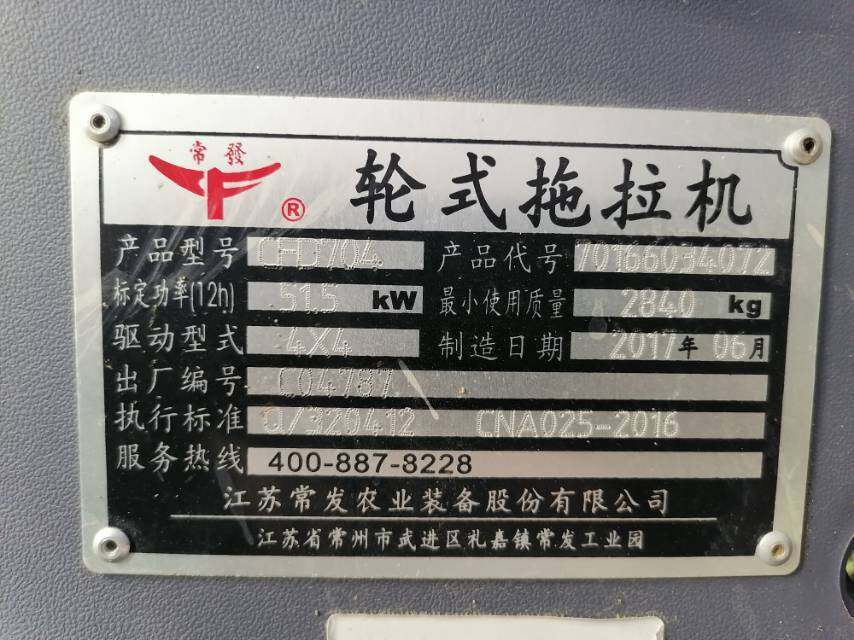 常發
®
轮式拖拉机
产品型号 CFD704 产品代号 70166034072
标定功率(12h) 51.5 kW 最小使用质量 2840 kg
驱动型式 4X4 制造日期 2017年 06月
出厂编号 C04787
执行标准 Q/320412 CNA025-2016
服务热线 400-887-8228
江苏常发农业装备股份有限公司
江苏省常州市武进区礼嘉镇常发工业园